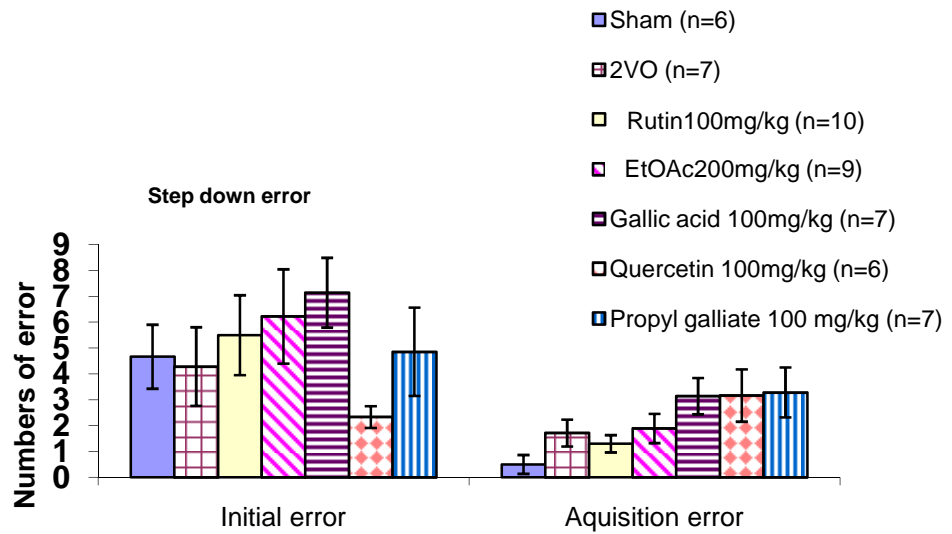 Sham (n=6)
2VO (n=7)
Rutin100mg/kg (n=10)
EtOAc200mg/kg (n=9)
Gallic acid 100mg/kg (n=7)
Quercetin 100mg/kg (n=6)
Propyl galliate 100 mg/kg (n=7)
Step down error
Numbers of error
9
8
7
6
5
4
3
2
1
0
Initial error
Aquisition error